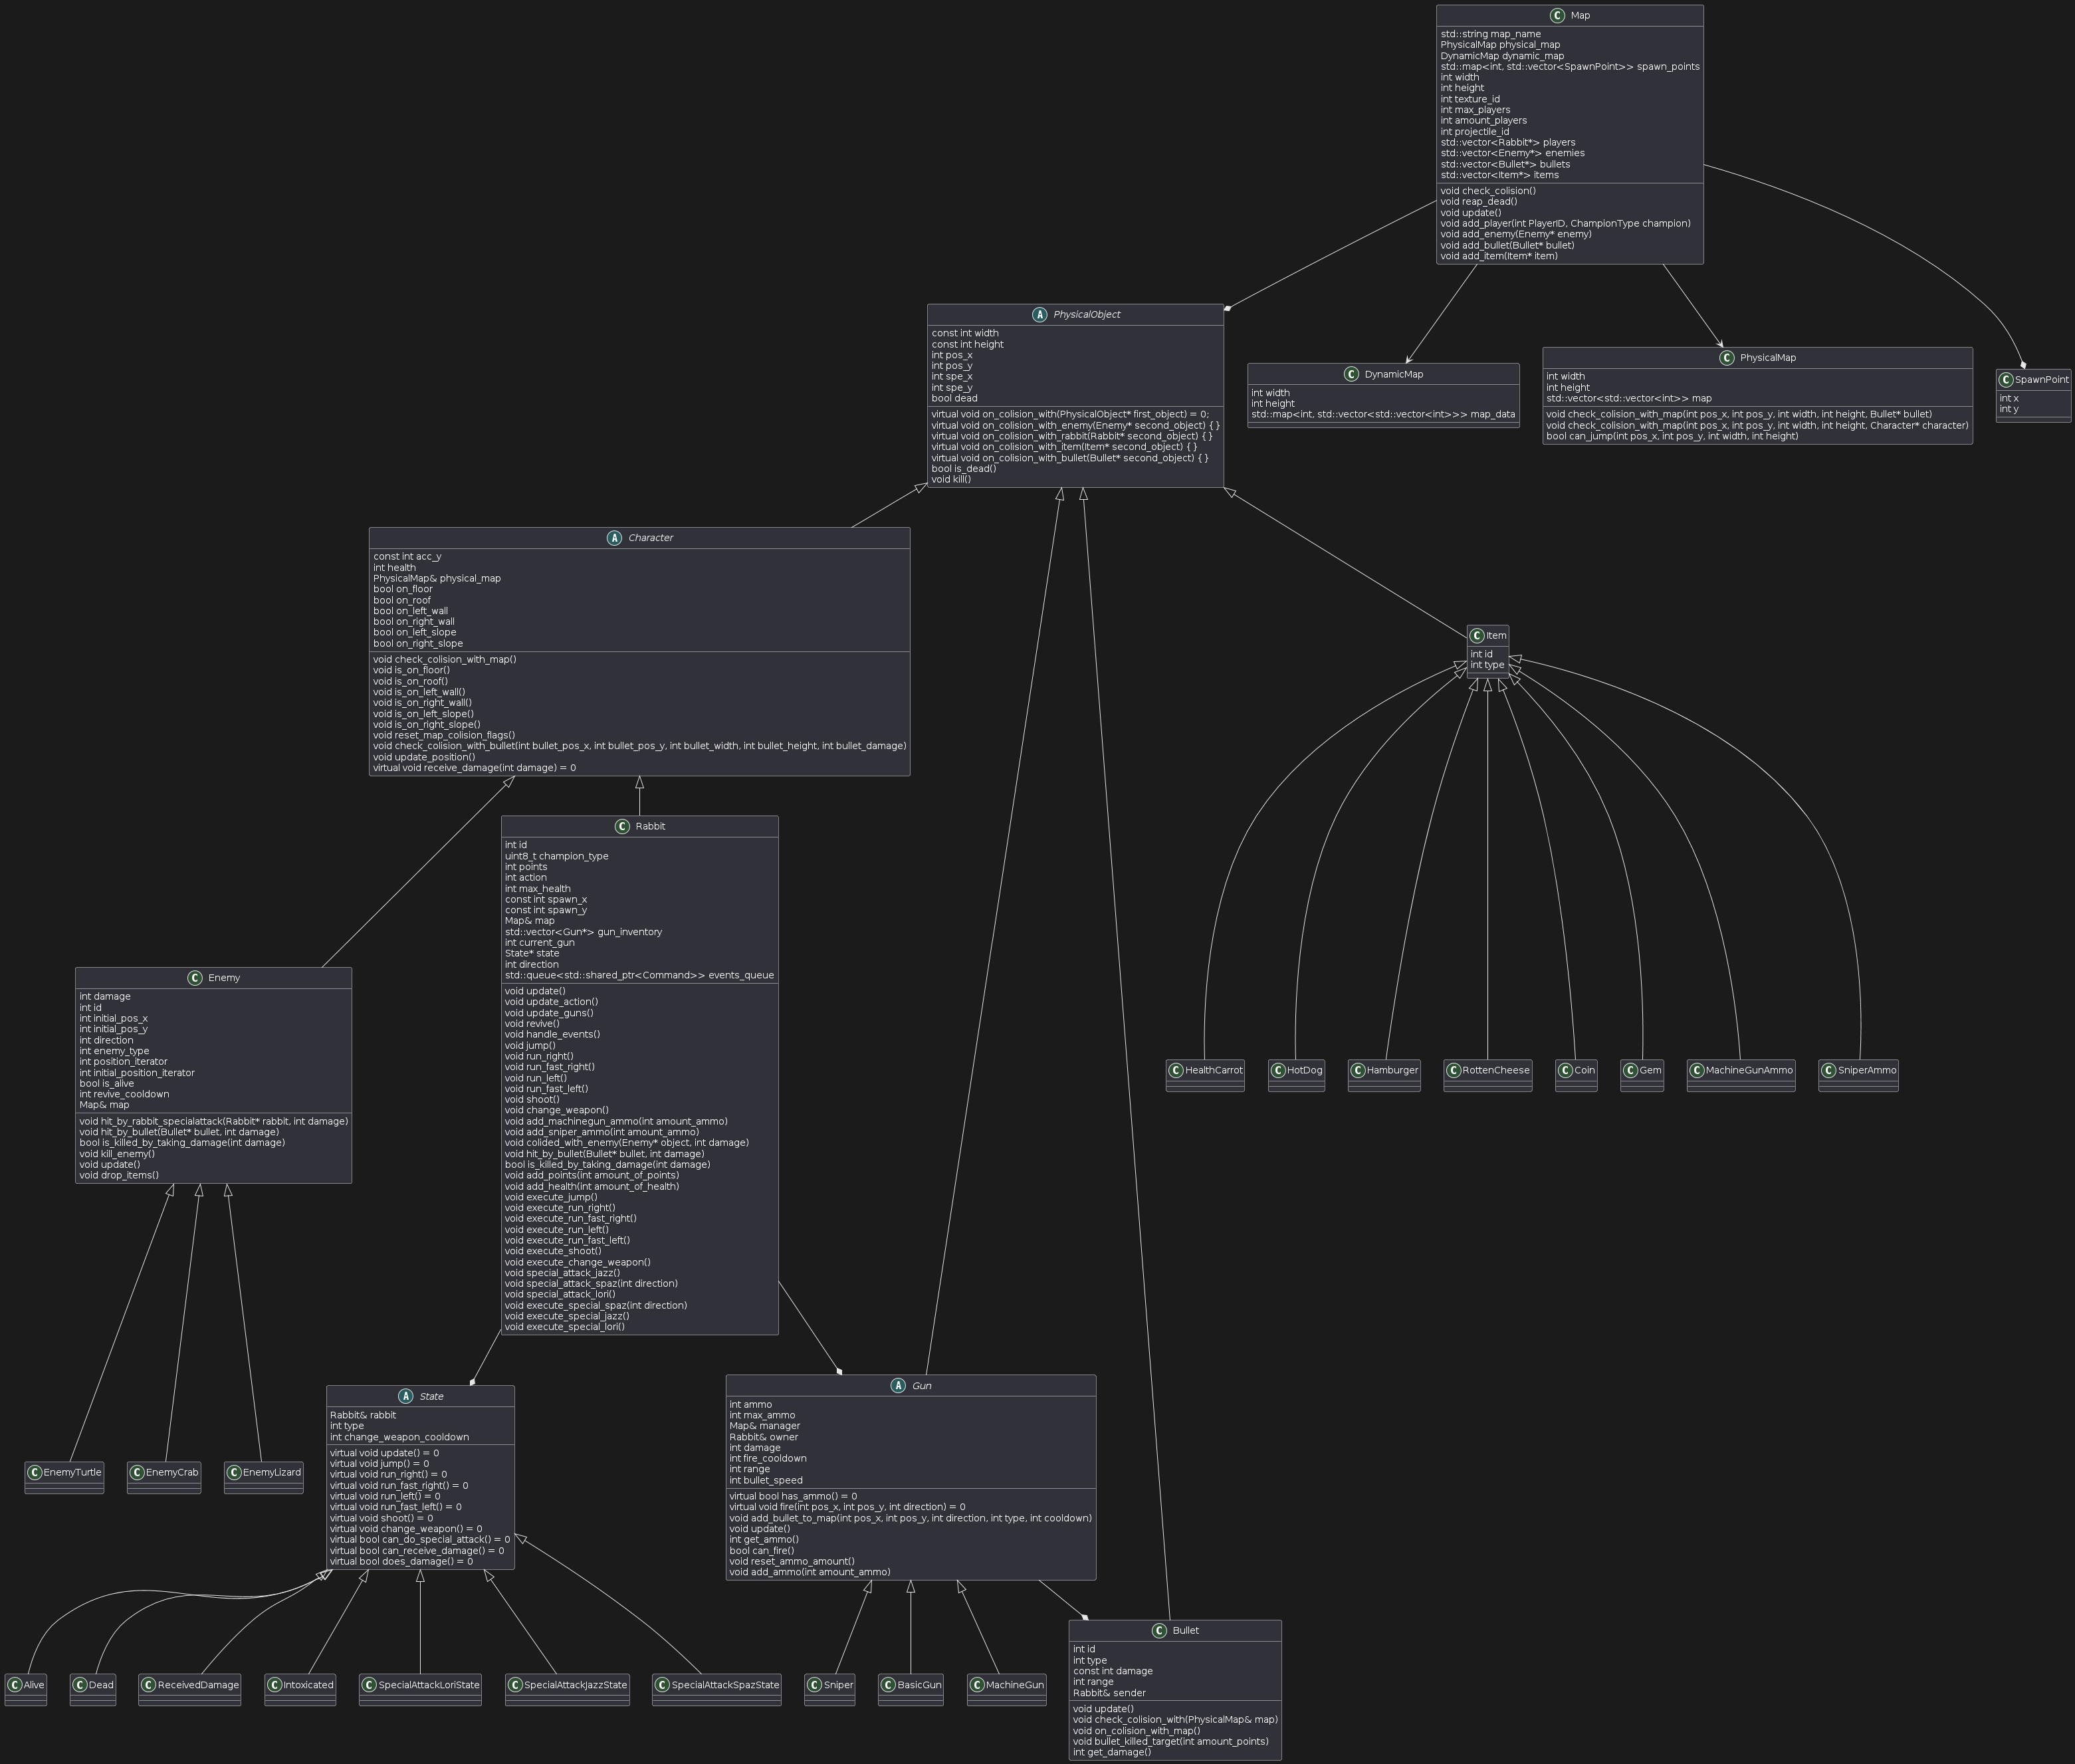 C Map
std::string map_name
PhysicalMap physical_map
DynamicMap dynamic_map
std::map<int, std::vector<SpawnPoint>> spawn_points
int width
int height
int texture_id
int max_players
int amount_players
int projectile_id
std::vector<Rabbit*> players
std::vector<Enemy*> enemies
std::vector<Bullet*> bullets
std::vector<Item*> items
void check_colision()
void reap_dead()
void update()
void add_player(int PlayerID, ChampionType champion)
void add_enemy(Enemy* enemy)
void add_bullet(Bullet* bullet)
void add_item(Item* item)
A PhysicalObject
const int width
const int height
int pos_x
int pos_y
int spe_x
int spe_y
bool dead
virtual void on_colision_with(PhysicalObject* first_object) = 0;
virtual void on_colision_with_enemy(Enemy* second_object) { }
virtual void on_colision_with_rabbit(Rabbit* second_object) { }
virtual void on_colision_with_item(Item* second_object) { }
virtual void on_colision_with_bullet(Bullet* second_object) { }
bool is_dead()
void kill()
C DynamicMap
int width
int height
std::map<int, std::vector<std::vector<int>>> map_data
C PhysicalMap
int width
int height
std::vector<std::vector<int>> map
void check_colision_with_map(int pos_x, int pos_y, int width, int height, Bullet* bullet)
void check_colision_with_map(int pos_x, int pos_y, int width, int height, Character* character)
bool can_jump(int pos_x, int pos_y, int width, int height)
C SpawnPoint
int x
int y
A Character
const int acc_y
int health
PhysicalMap& physical_map
bool on_floor
bool on_roof
bool on_left_wall
bool on_right_wall
bool on_left_slope
bool on_right_slope
void check_colision_with_map()
void is_on_floor()
void is_on_roof()
void is_on_left_wall()
void is_on_right_wall()
void is_on_left_slope()
void is_on_right_slope()
void reset_map_colision_flags()
void check_colision_with_bullet(int bullet_pos_x, int bullet_pos_y, int bullet_width, int bullet_height, int bullet_damage)
void update_position()
virtual void receive_damage(int damage) = 0
C Item
int id
int type
C Rabbit
int id
uint8_t champion_type
int points
int action
int max_health
const int spawn_x
const int spawn_y
Map& map
std::vector<Gun*> gun_inventory
int current_gun
State* state
int direction
std::queue<std::shared_ptr<Command>> events_queue
void update()
void update_action()
void update_guns()
void revive()
void handle_events()
void jump()
void run_right()
void run_fast_right()
void run_left()
void run_fast_left()
void shoot()
void change_weapon()
void add_machinegun_ammo(int amount_ammo)
void add_sniper_ammo(int amount_ammo)
void colided_with_enemy(Enemy* object, int damage)
void hit_by_bullet(Bullet* bullet, int damage)
bool is_killed_by_taking_damage(int damage)
void add_points(int amount_of_points)
void add_health(int amount_of_health)
void execute_jump()
void execute_run_right()
void execute_run_fast_right()
void execute_run_left()
void execute_run_fast_left()
void execute_shoot()
void execute_change_weapon()
void special_attack_jazz()
void special_attack_spaz(int direction)
void special_attack_lori()
void execute_special_spaz(int direction)
void execute_special_jazz()
void execute_special_lori()
C Enemy
int damage
int id
int initial_pos_x
int initial_pos_y
int direction
int enemy_type
int position_iterator
int initial_position_iterator
bool is_alive
int revive_cooldown
Map& map
void hit_by_rabbit_specialattack(Rabbit* rabbit, int damage)
void hit_by_bullet(Bullet* bullet, int damage)
bool is_killed_by_taking_damage(int damage)
void kill_enemy()
void update()
void drop_items()
C HealthCarrot
C HotDog
C Hamburger
C RottenCheese
C Coin
C Gem
C MachineGunAmmo
C SniperAmmo
C EnemyTurtle
C EnemyCrab
C EnemyLizard
A State
Rabbit& rabbit
int type
int change_weapon_cooldown
virtual void update() = 0
virtual void jump() = 0
virtual void run_right() = 0
virtual void run_fast_right() = 0
virtual void run_left() = 0
virtual void run_fast_left() = 0
virtual void shoot() = 0
virtual void change_weapon() = 0
virtual bool can_do_special_attack() = 0
virtual bool can_receive_damage() = 0
virtual bool does_damage() = 0
A Gun
int ammo
int max_ammo
Map& manager
Rabbit& owner
int damage
int fire_cooldown
int range
int bullet_speed
virtual bool has_ammo() = 0
virtual void fire(int pos_x, int pos_y, int direction) = 0
void add_bullet_to_map(int pos_x, int pos_y, int direction, int type, int cooldown)
void update()
int get_ammo()
bool can_fire()
void reset_ammo_amount()
void add_ammo(int amount_ammo)
C Alive
C Dead
C ReceivedDamage
C Intoxicated
C SpecialAttackLoriState
C SpecialAttackJazzState
C SpecialAttackSpazState
C Sniper
C BasicGun
C MachineGun
C Bullet
int id
int type
const int damage
int range
Rabbit& sender
void update()
void check_colision_with(PhysicalMap& map)
void on_colision_with_map()
void bullet_killed_target(int amount_points)
int get_damage()